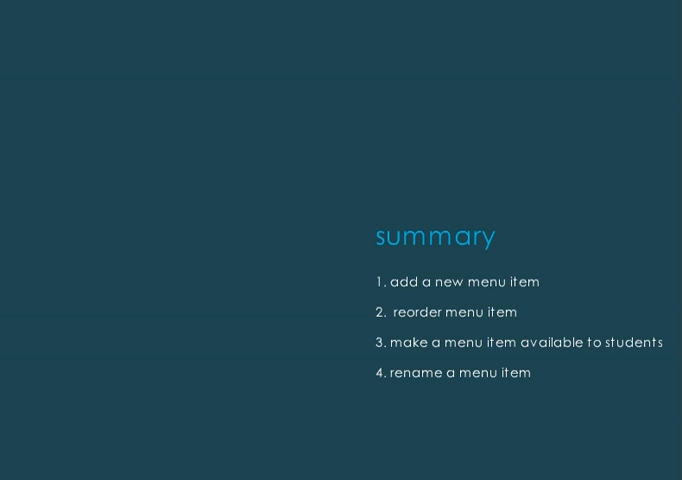 summary
1. add a new menu item
2. reorder menu item
3. make a menu item available to students
4. rename a menu item